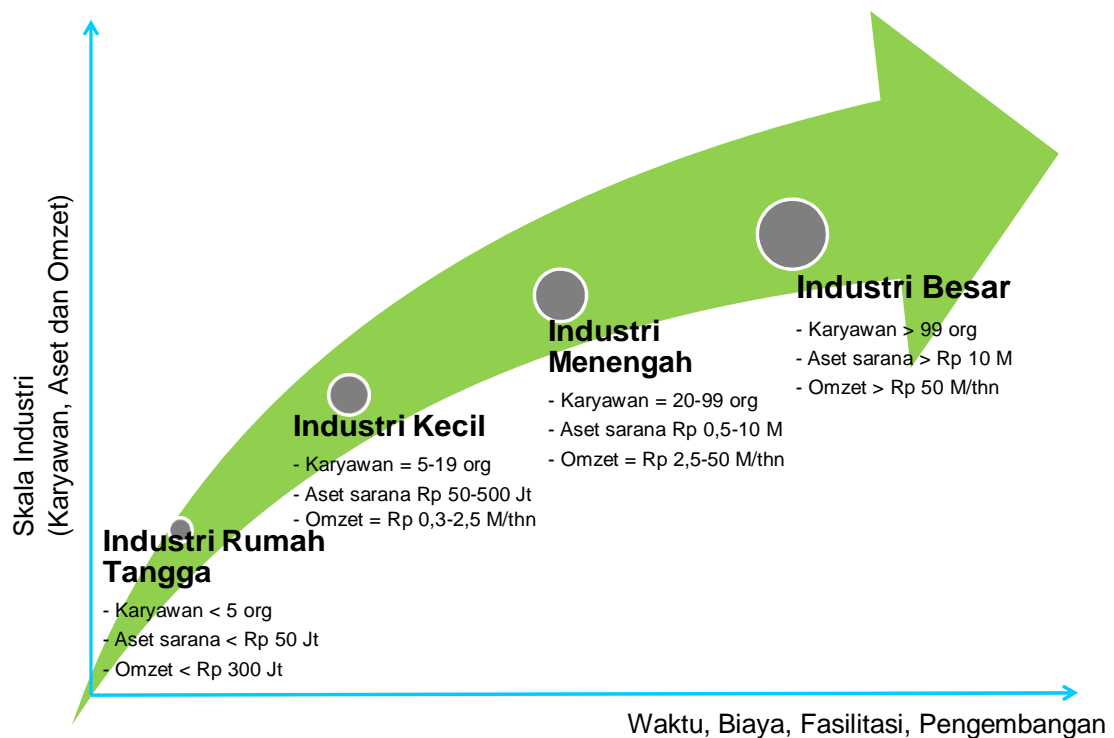 Skala Industri
(Karyawan, Aset dan Omzet)
Industri Besar
- Karyawan > 99 org
- Aset sarana > Rp 10 M
- Omzet > Rp 50 M/thn
Industri
Menengah
- Karyawan = 20-99 org
- Aset sarana Rp 0,5-10 M
- Omzet = Rp 2,5-50 M/thn
Industri Kecil
- Karyawan = 5-19 org
- Aset sarana Rp 50-500 Jt
- Omzet = Rp 0,3-2,5 M/thn
Industri Rumah
Tangga
- Karyawan < 5 org
- Aset sarana < Rp 50 Jt
- Omzet < Rp 300 Jt
Waktu, Biaya, Fasilitasi, Pengembangan